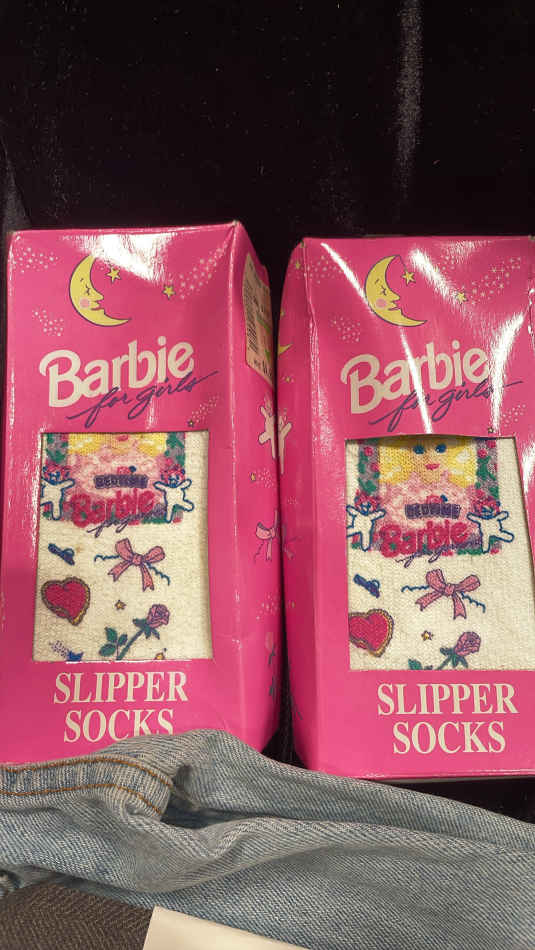 Barbie
for girls
BEDTIME
Barbie
SLIPPER
SOCKS
Barbie
for girls
BEDTIME
Barbie
SLIPPER
SOCKS